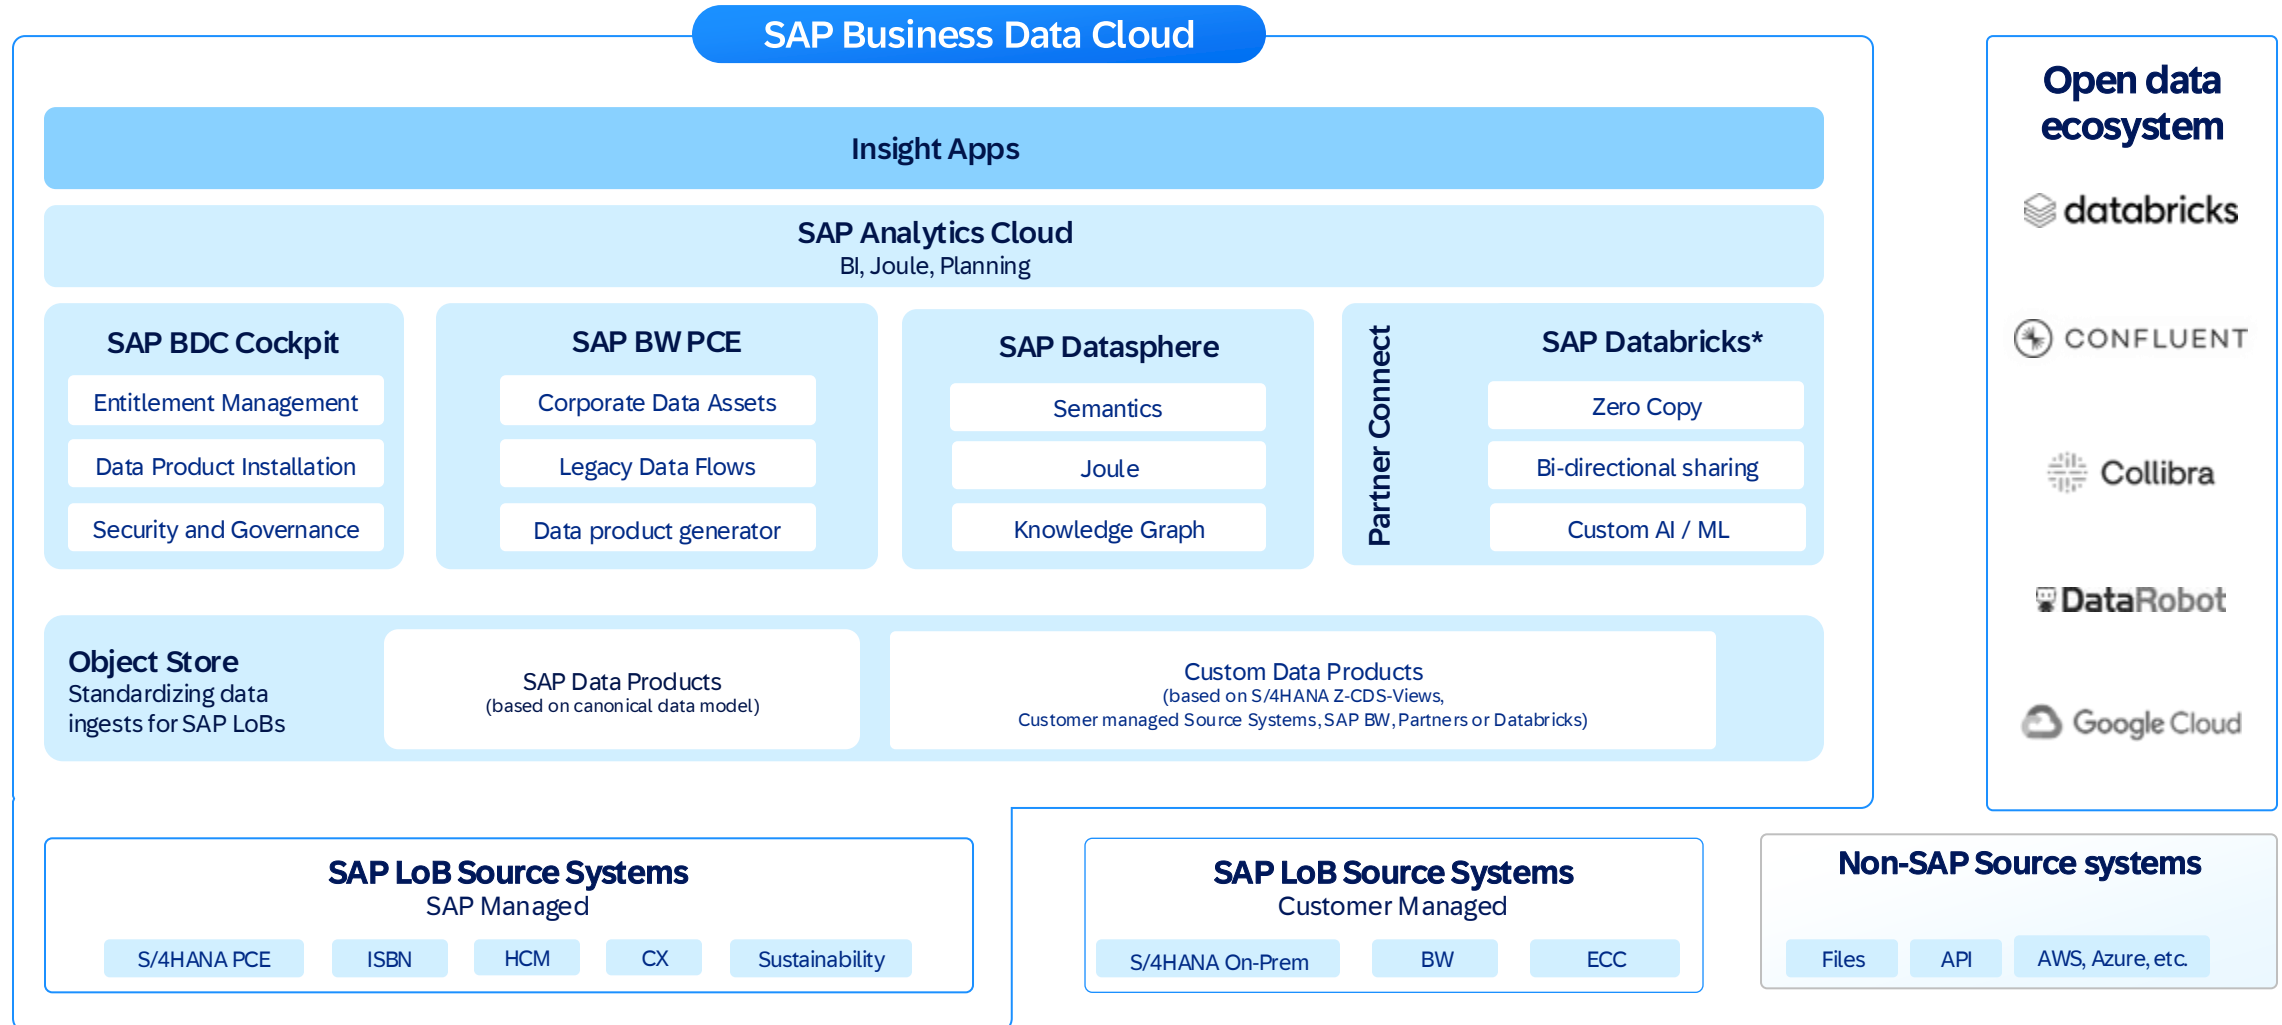 SAP Business Data Cloud
Insight Apps
SAP Analytics Cloud
BI, Joule, Planning
SAP BDC Cockpit
Entitlement Management
Data Product Installation
Security and Governance
SAP BW PCE
Corporate Data Assets
Legacy Data Flows
Data product generator
SAP Datasphere
Semantics
Joule
Knowledge Graph
Partner Connect
SAP Databricks*
Zero Copy
Bi-directional sharing
Custom AI / ML
Object Store
Standardizing data
ingests for SAP LoBs
SAP Data Products
(based on canonical data model)
Custom Data Products
(based on S/4HANA Z-CDS-Views,
Customer managed Source Systems, SAP BW, Partners or Databricks)
SAP LoB Source Systems
SAP Managed
S/4HANA PCE
ISBN
HCM
CX
Sustainability
SAP LoB Source Systems
Customer Managed
S/4HANA On-Prem
BW
ECC
Non-SAP Source systems
Files
API
AWS, Azure, etc.
Open data
ecosystem
databricks
CONFLUENT
Collibra
DataRobot
Google Cloud